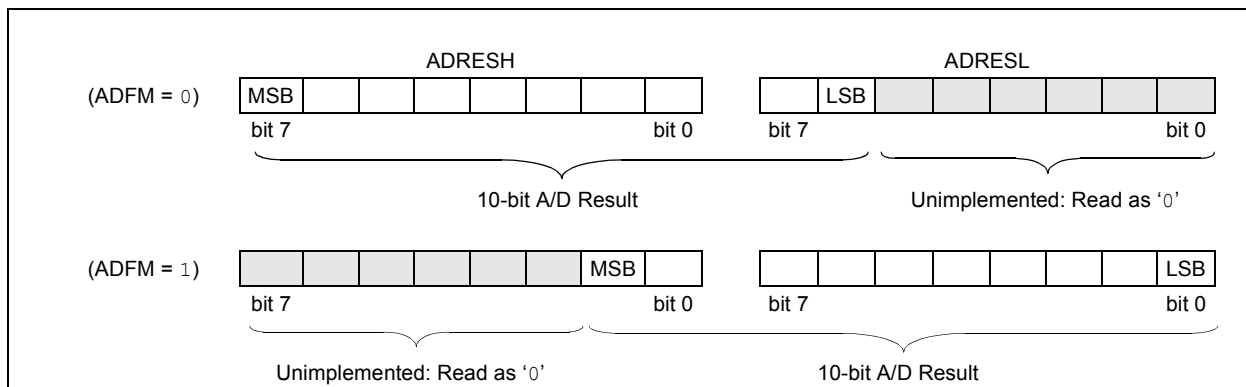 ADRESH ADRESL
(ADFM = 0) MSB LSB
bit 7 bit 0 bit 7 bit 0
10-bit A/D Result Unimplemented: Read as ‘0’
(ADFM = 1) MSB LSB
bit 7 bit 0 bit 7 bit 0
Unimplemented: Read as ‘0’ 10-bit A/D Result